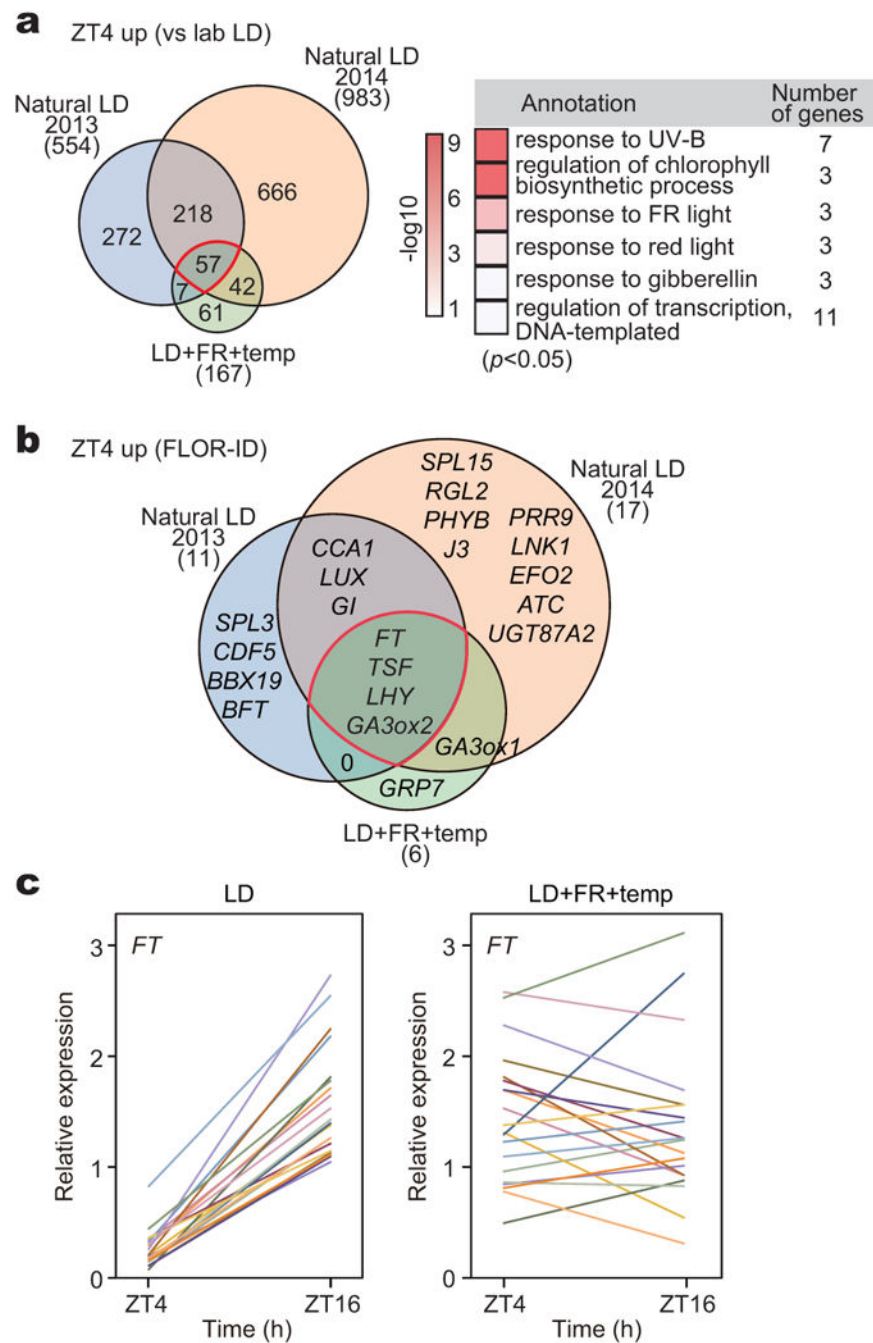 a
ZT4 up (vs lab LD)
Natural LD
2014
(983)
Natural LD
2013
(554)
272
218
666
57
7
42
61
LD+FR+temp
(167)
-log10
9
6
3
1
Annotation
Number
of genes
response to UV-B
7
regulation of chlorophyll
biosynthetic process
3
response to FR light
3
response to red light
3
response to gibberellin
3
regulation of transcription,
DNA-templated
11
(p<0.05)
b
ZT4 up (FLOR-ID)
Natural LD
2014
(17)
Natural LD
2013
(11)
SPL15
RGL2
PHYB
J3
PRR9
LNK1
EFO2
ATC
UGT87A2
CCA1
LUX
GI
SPL3
CDF5
BBX19
BFT
FT
TSF
LHY
GA3ox2
GA3ox1
0
GRP7
LD+FR+temp
(6)
c
LD
FT
Relative expression
3
2
1
0
ZT4
ZT16
Time (h)
LD+FR+temp
FT
Relative expression
3
2
1
0
ZT4
ZT16
Time (h)